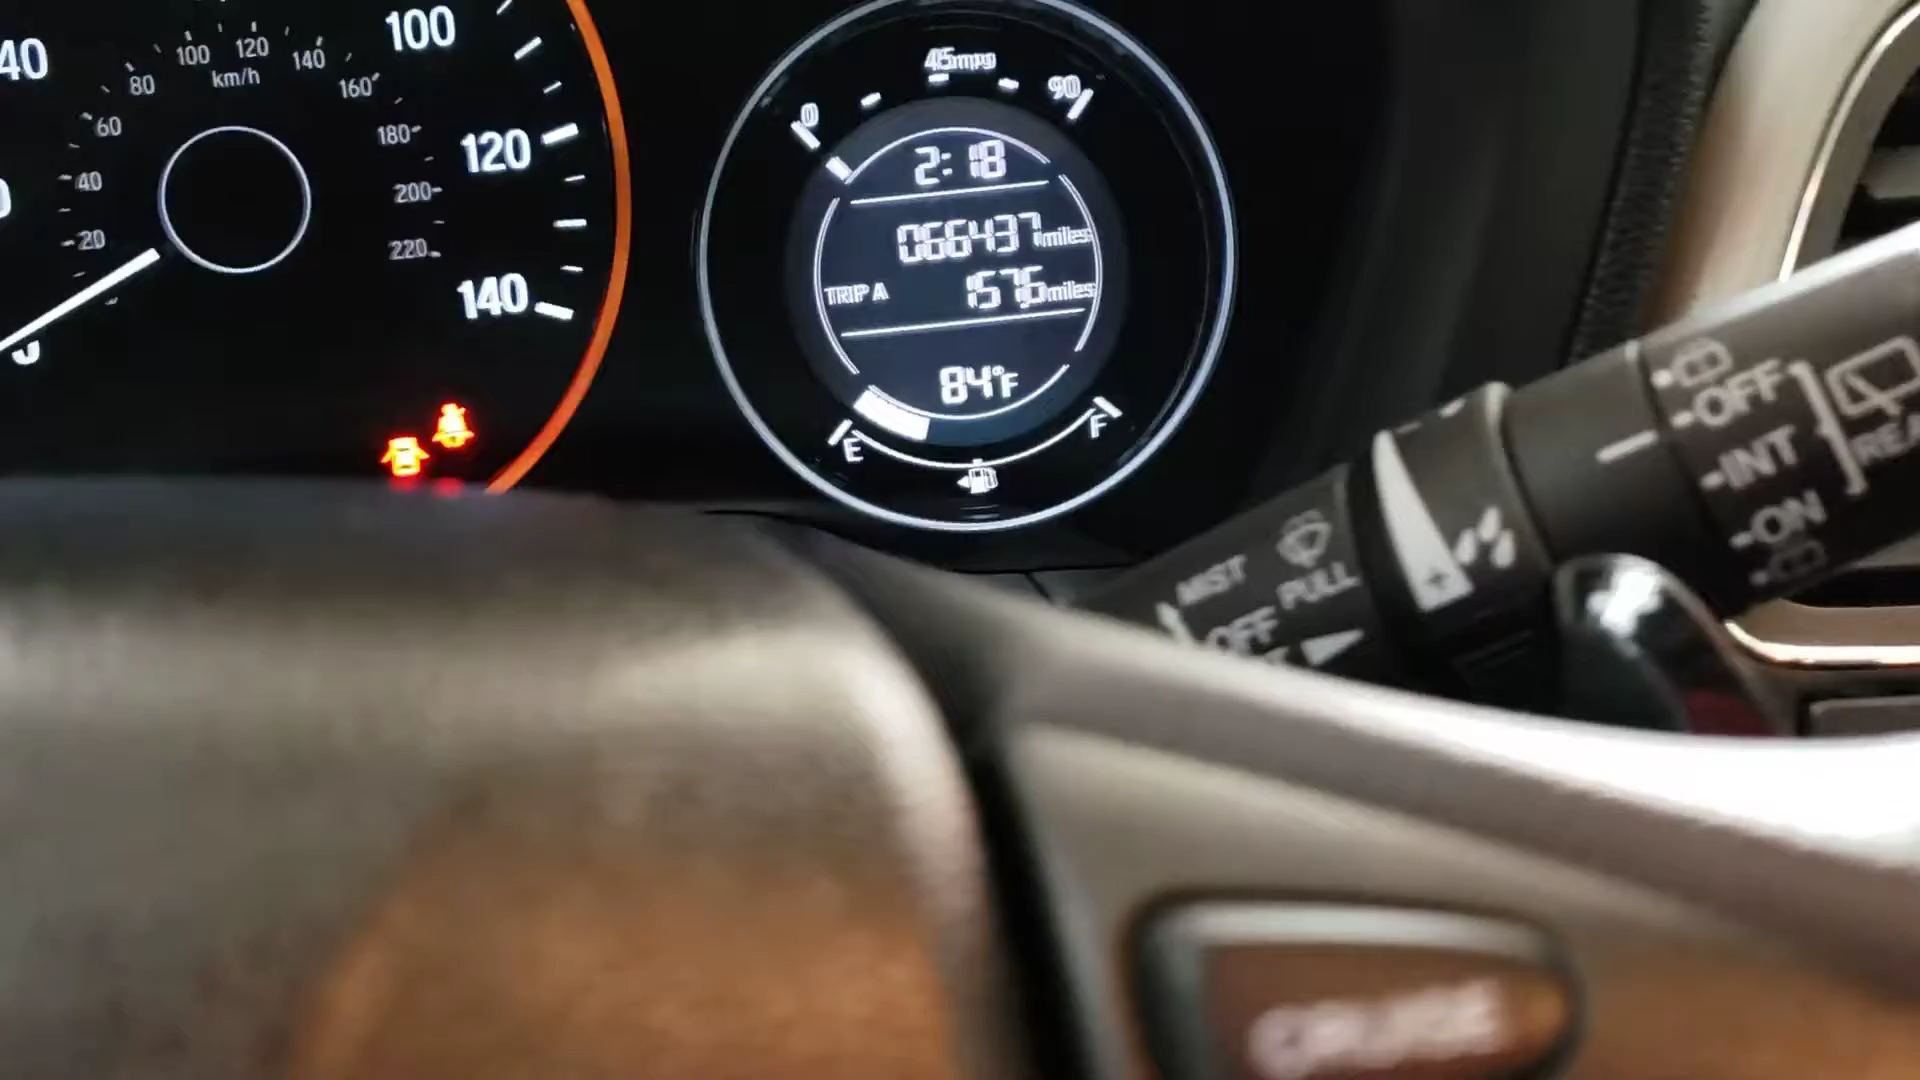 40
100
80 100 120 140 160
km/h
60
180
120
40
200
20
220
140
0 45mpg 90
2:18
066437 miles
TRIP A 157.6 miles
84°F
E F
OFF
INT
ON
MIST
OFF
PULL
CRUISE